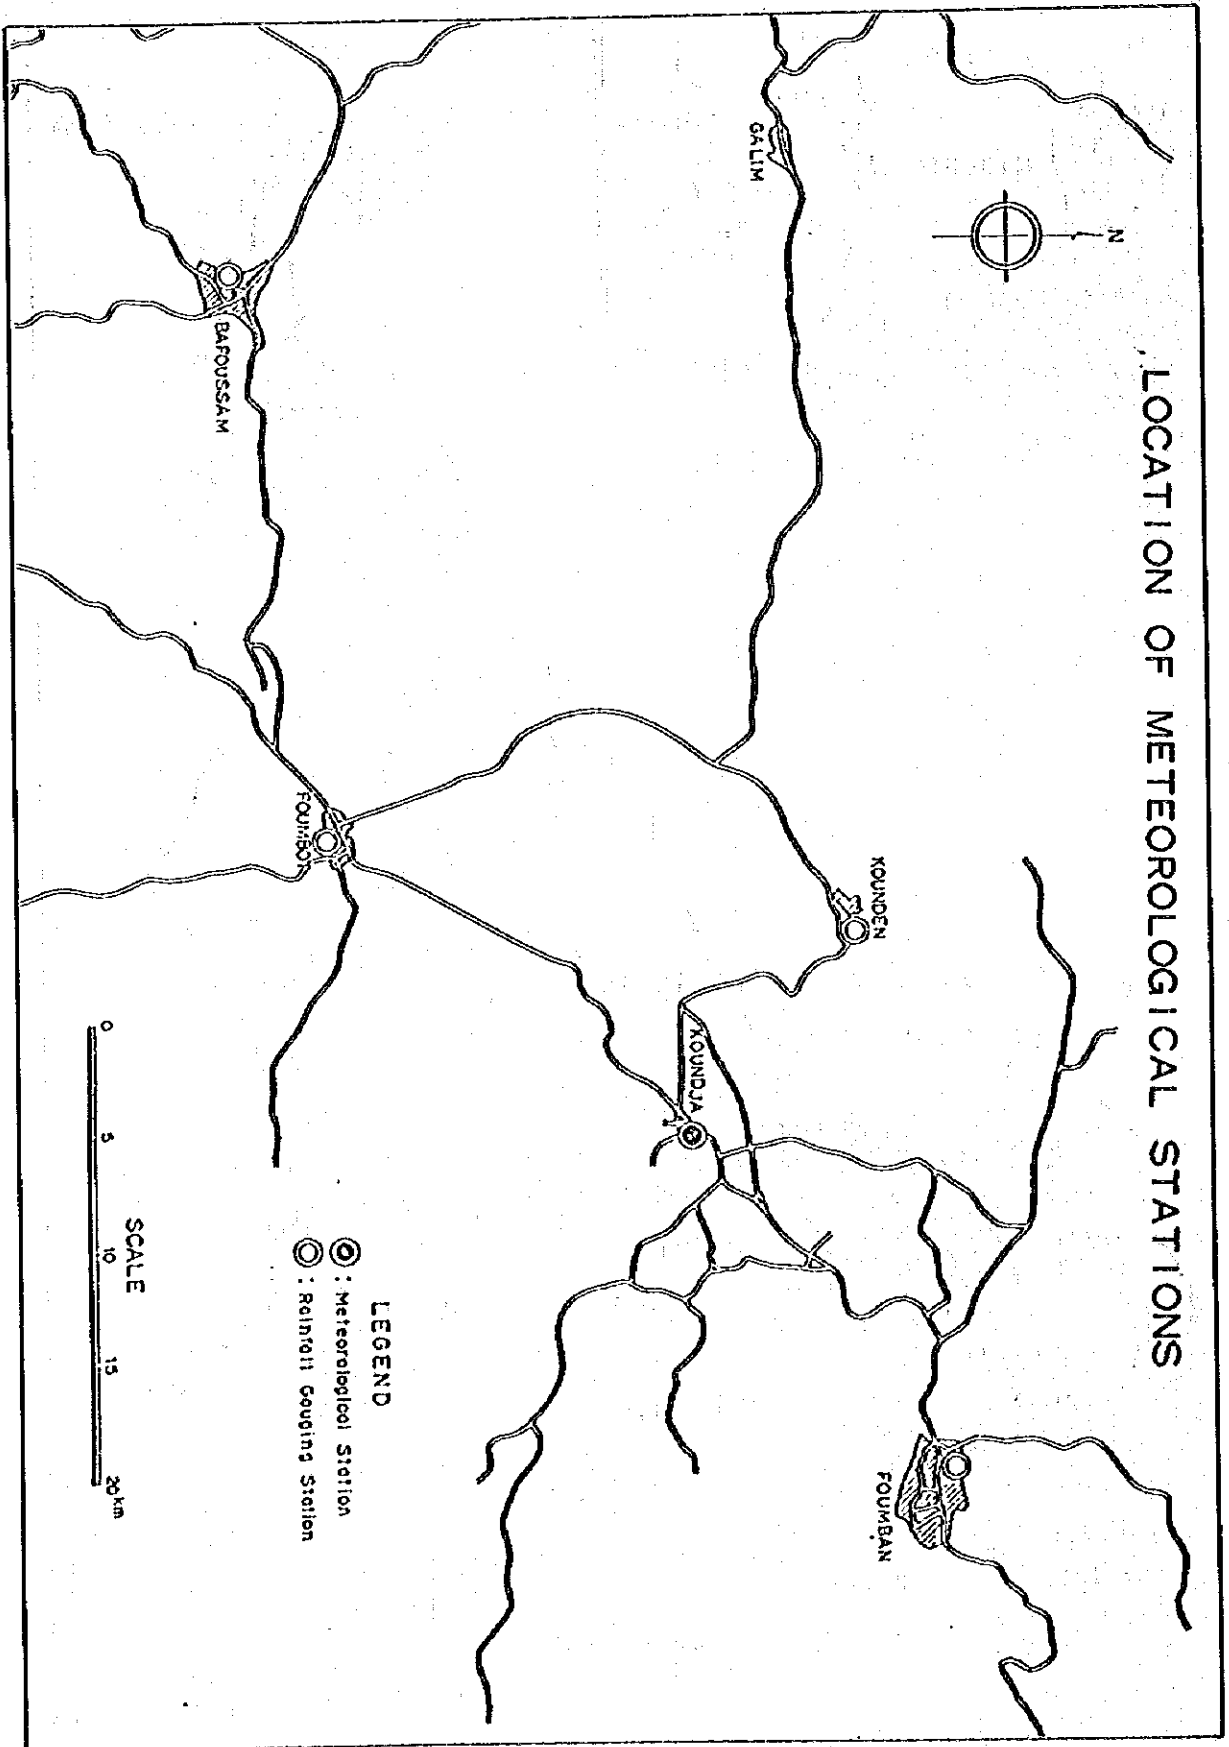 LOCATION OF METEOROLOGICAL STATIONS
N
GALIM
KOUNDEN
FOUMBAN
KOUNDJA
BAFOUSSAM
FOUMBOT
LEGEND
: Meteorological Station
: Rainfall Gauging Station
SCALE
0 5 10 15 20 km